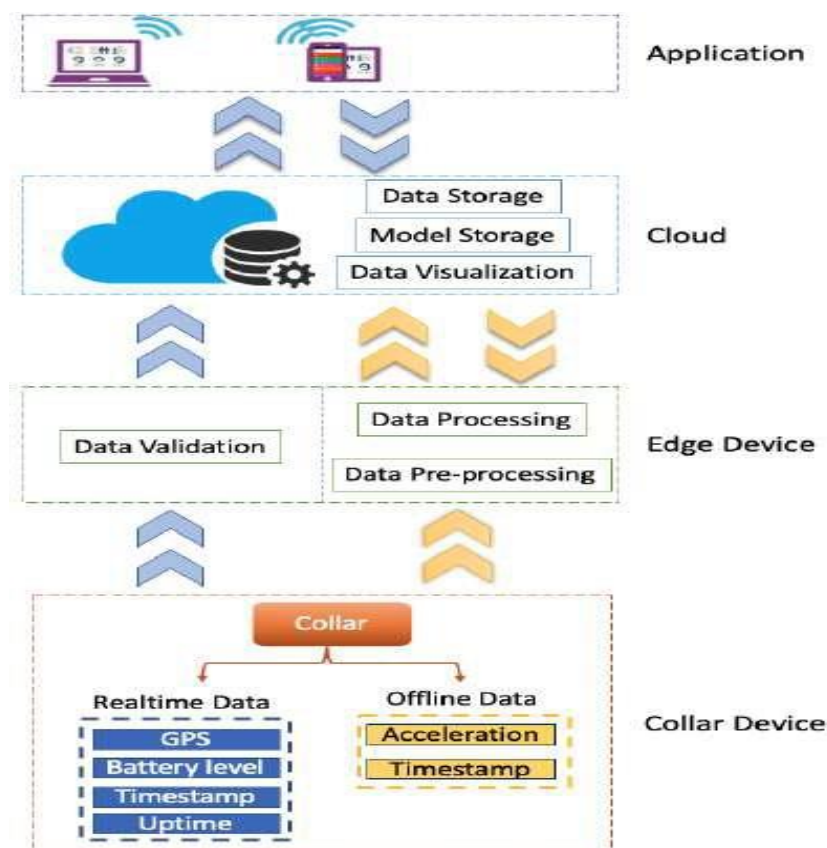 Application
Data Storage
Model Storage
Cloud
Data Visualization
Data Processing
Data Validation
Edge Device
Data Pre-processing
Collar
Realtime Data
Offline Data
GPS
Acceleration
Collar Device
Battery level
Timestamp
Timestamp
Uptime